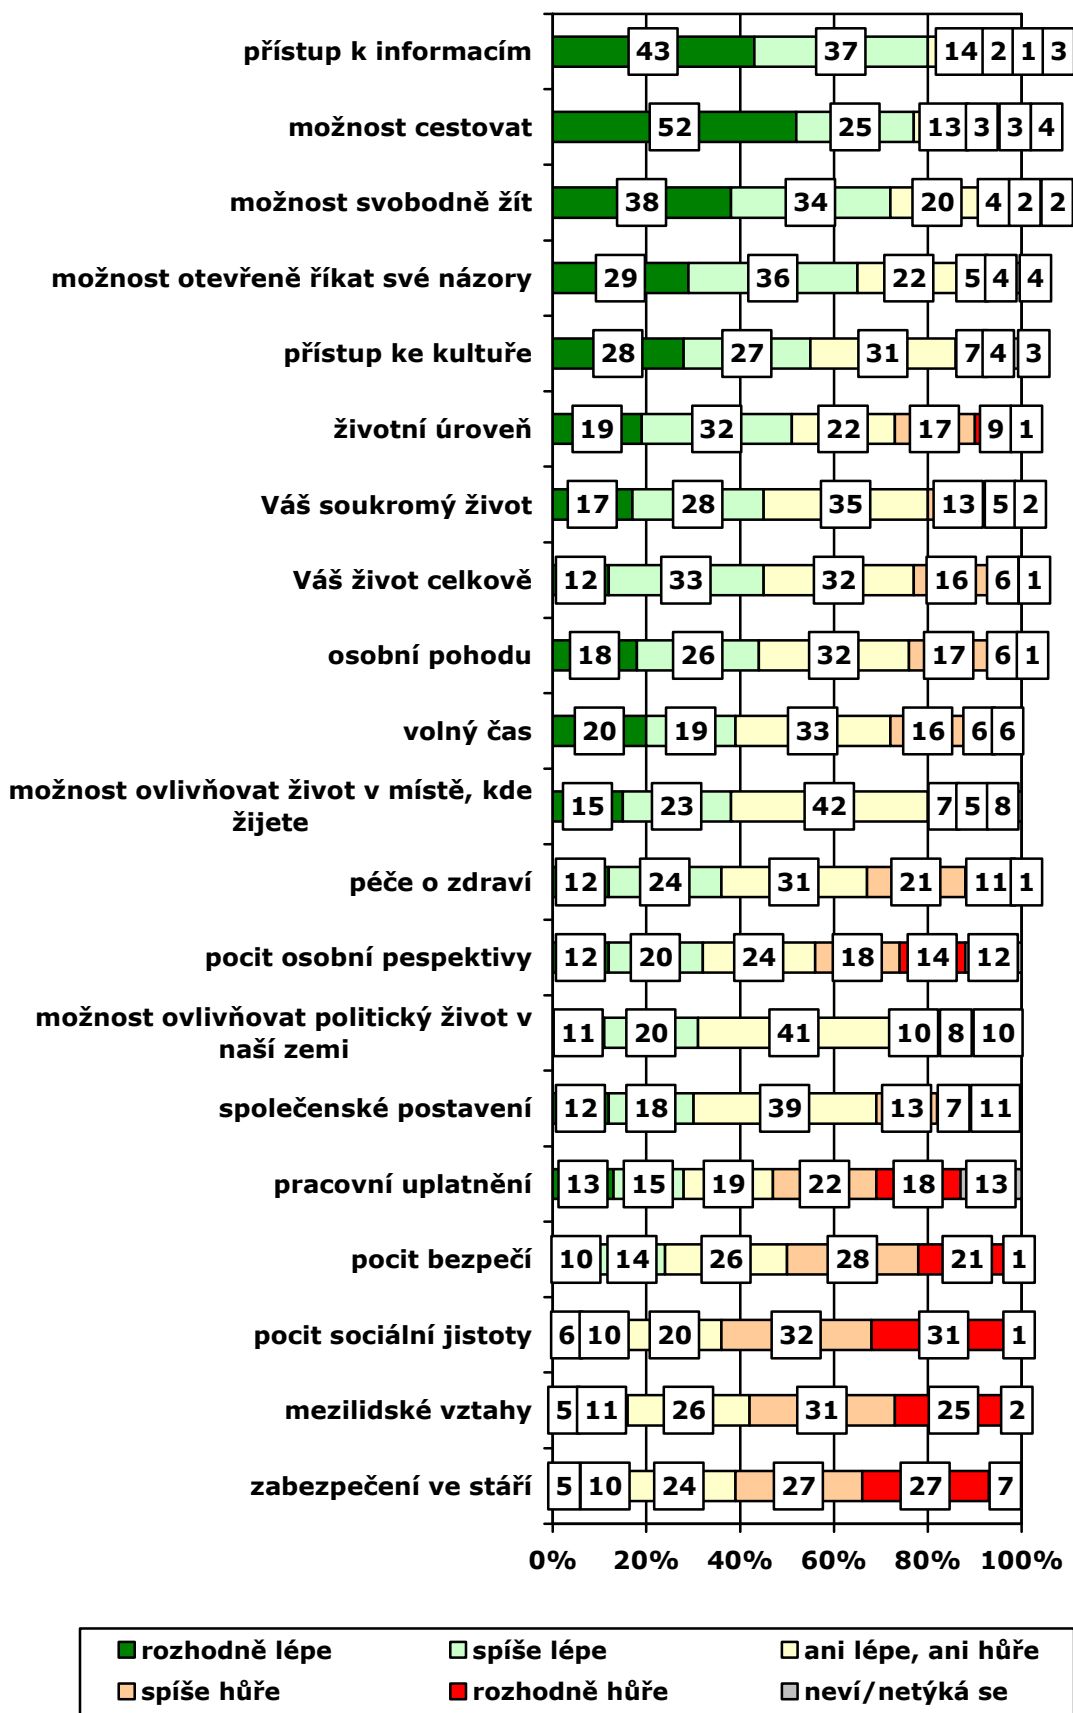 přístup k informacím 43 37 14 2 1 3
možnost cestovat 52 25 13 3 3 4
možnost svobodně žít 38 34 20 4 2 2
možnost otevřeně říkat své názory 29 36 22 5 4 4
přístup ke kultuře 28 27 31 7 4 3
životní úroveň 19 32 22 17 9 1
Váš soukromý život 17 28 35 13 5 2
Váš život celkově 12 33 32 16 6 1
osobní pohodu 18 26 32 17 6 1
volný čas 20 19 33 16 6 6
možnost ovlivňovat život v místě, kde
žijete 15 23 42 7 5 8
péče o zdraví 12 24 31 21 11 1
pocit osobní pespektivy 12 20 24 18 14 12
možnost ovlivňovat politický život v
naší zemi 11 20 41 10 8 10
společenské postavení 12 18 39 13 7 11
pracovní uplatnění 13 15 19 22 18 13
pocit bezpečí 10 14 26 28 21 1
pocit sociální jistoty 6 10 20 32 31 1
mezilidské vztahy 5 11 26 31 25 2
zabezpečení ve stáří 5 10 24 27 27 7
0% 20% 40% 60% 80% 100%
rozhodně lépe spíše lépe ani lépe, ani hůře
spíše hůře rozhodně hůře neví/netýká se